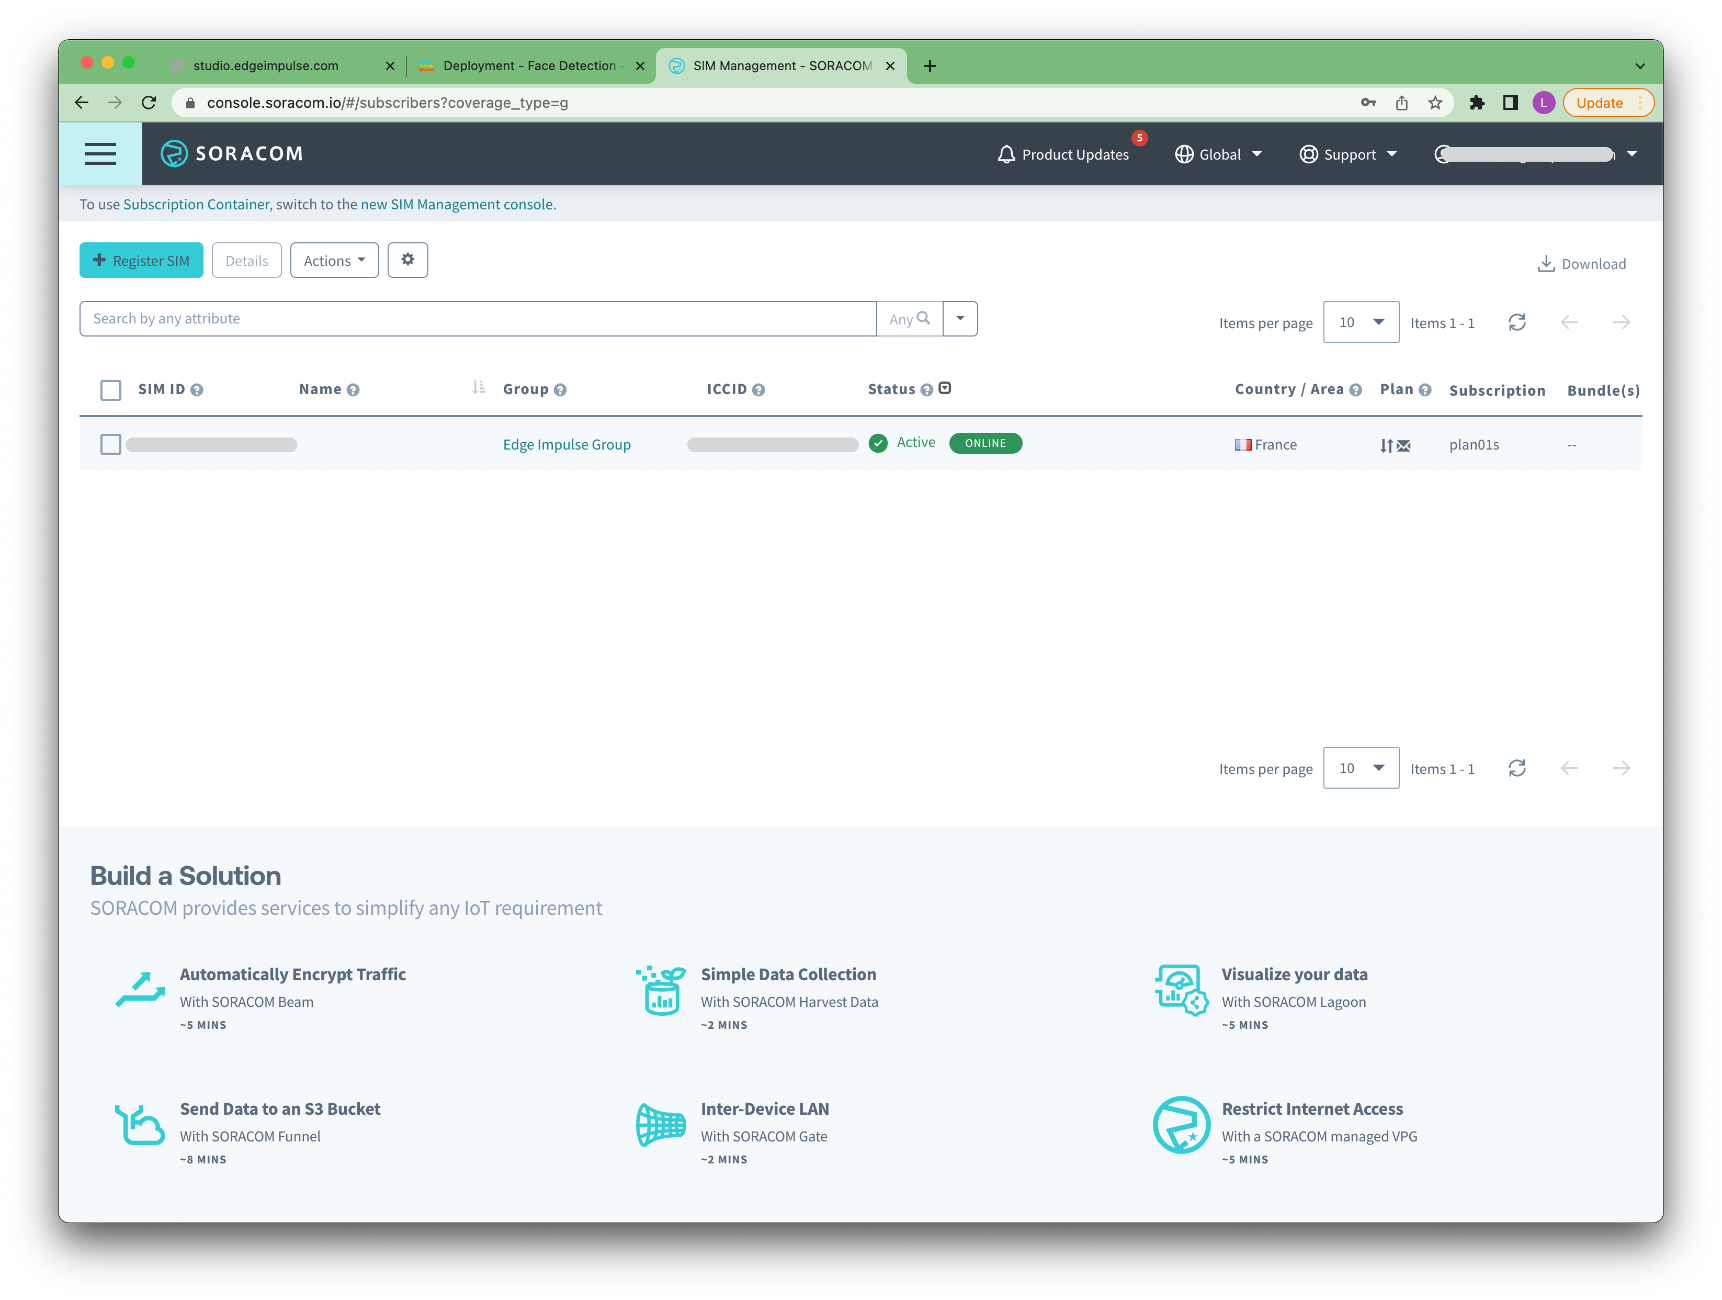 studio.edgeimpulse.com
Deployment - Face Detection -
SIM Management - SORACOM
console.soracom.io/#/subscribers?coverage_type=g
L
Update
SORACOM
Product Updates
5
Global
Support
To use Subscription Container, switch to the new SIM Management console.
Register SIM
Details
Actions
Download
Search by any attribute
Any
Items per page
10
Items 1 - 1
SIM ID
Name
Group
ICCID
Status
Country / Area
Plan
Subscription
Bundle(s)
Edge Impulse Group
Active
ONLINE
France
plan01s
--
Items per page
10
Items 1 - 1
Build a Solution
SORACOM provides services to simplify any IoT requirement
Automatically Encrypt Traffic
With SORACOM Beam
~5 MINS
Simple Data Collection
With SORACOM Harvest Data
~2 MINS
Visualize your data
With SORACOM Lagoon
~5 MINS
Send Data to an S3 Bucket
With SORACOM Funnel
~8 MINS
Inter-Device LAN
With SORACOM Gate
~2 MINS
Restrict Internet Access
With a SORACOM managed VPG
~5 MINS